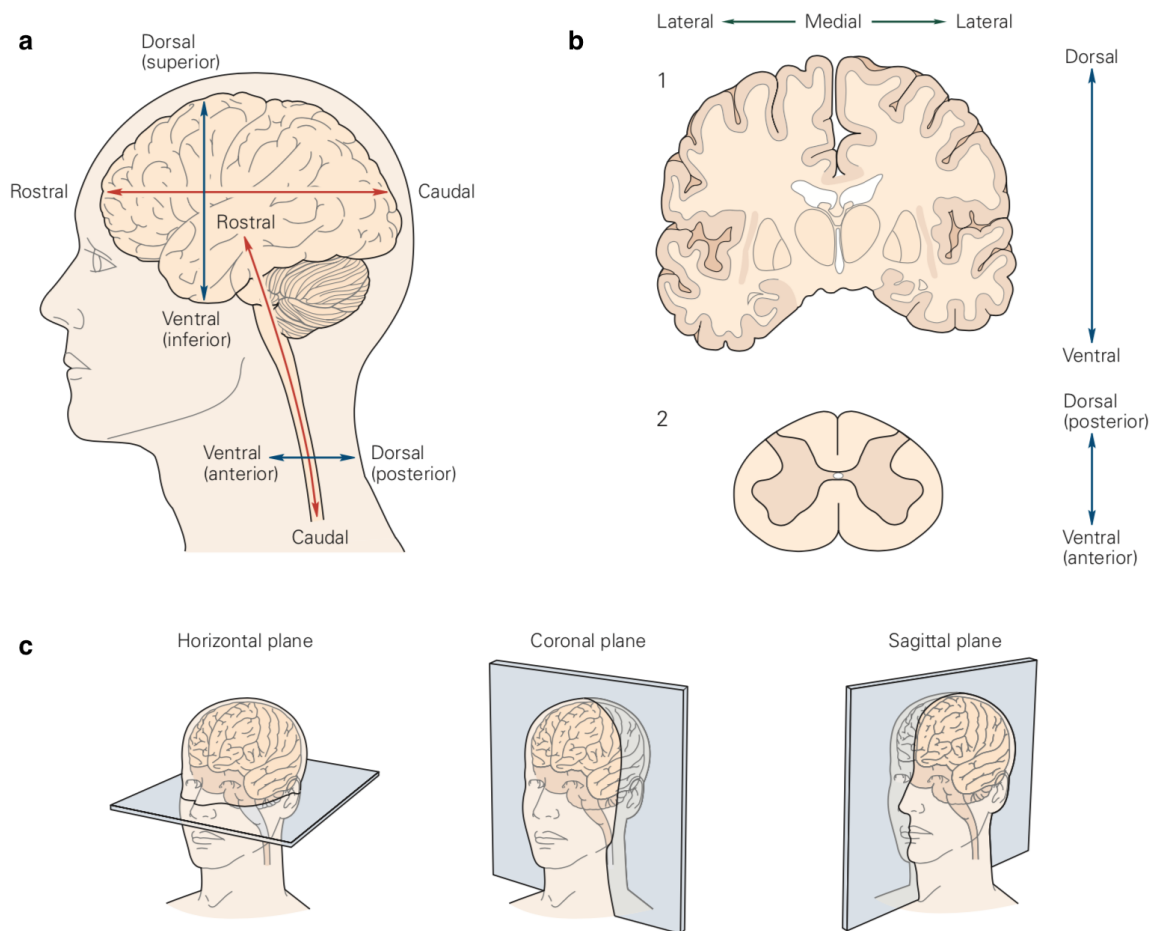 a
Dorsal
(superior)
Rostral
Caudal
Rostral
Ventral
(inferior)
Ventral
(anterior)
Dorsal
(posterior)
Caudal
b
Lateral
Medial
Lateral
1
Dorsal
Ventral
2
Dorsal
(posterior)
Ventral
(anterior)
c
Horizontal plane
Coronal plane
Sagittal plane